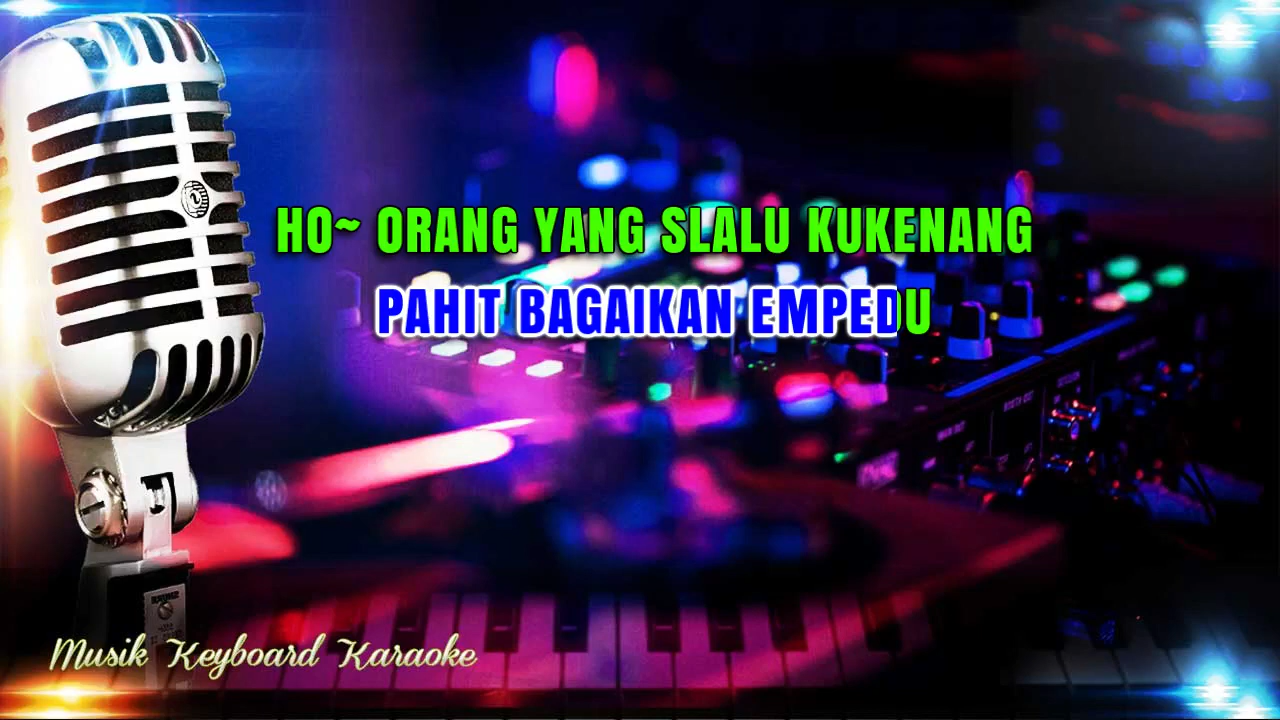 HO~ ORANG YANG SLALU KUKENANG
PAHIT BAGAIKAN EMPEDU
Musik Keyboard Karaoke